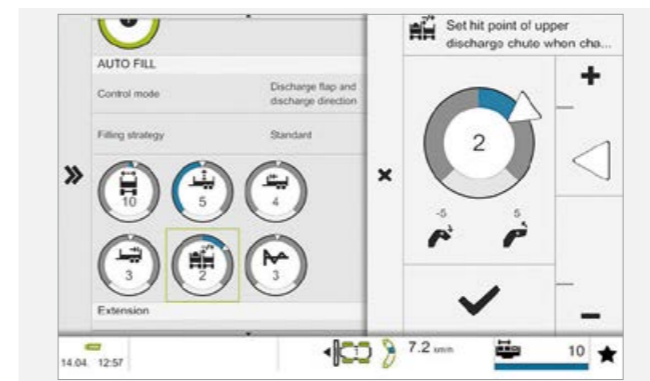 Set hit point of upper
discharge chute when cha...
AUTO FILL
Control mode
Discharge flap and
discharge direction
Filling strategy
Standard
10
5
4
3
2
3
Extension
2
-5
5
14.04. 12:57
1
7.2
10